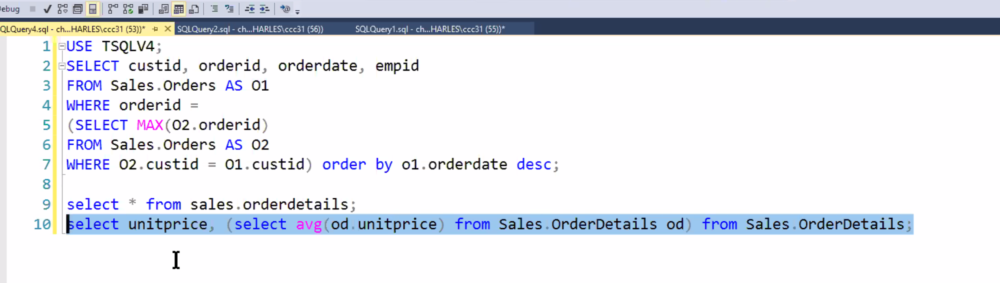 ebug
QLQuery4.sql - ch...HARLES\ccc31 (53))*
SQLQuery2.sql - ch...HARLES\ccc31 (56))
SQLQuery1.sql - ch...HARLES\ccc31 (55))*
1 USE TSQLV4;
2 SELECT custid, orderid, orderdate, empid
3 FROM Sales.Orders AS O1
4 WHERE orderid =
5 (SELECT MAX(O2.orderid)
6 FROM Sales.Orders AS O2
7 WHERE O2.custid = O1.custid) order by o1.orderdate desc;
8
9 select * from sales.orderdetails;
10 select unitprice, (select avg(od.unitprice) from Sales.OrderDetails od) from Sales.OrderDetails;